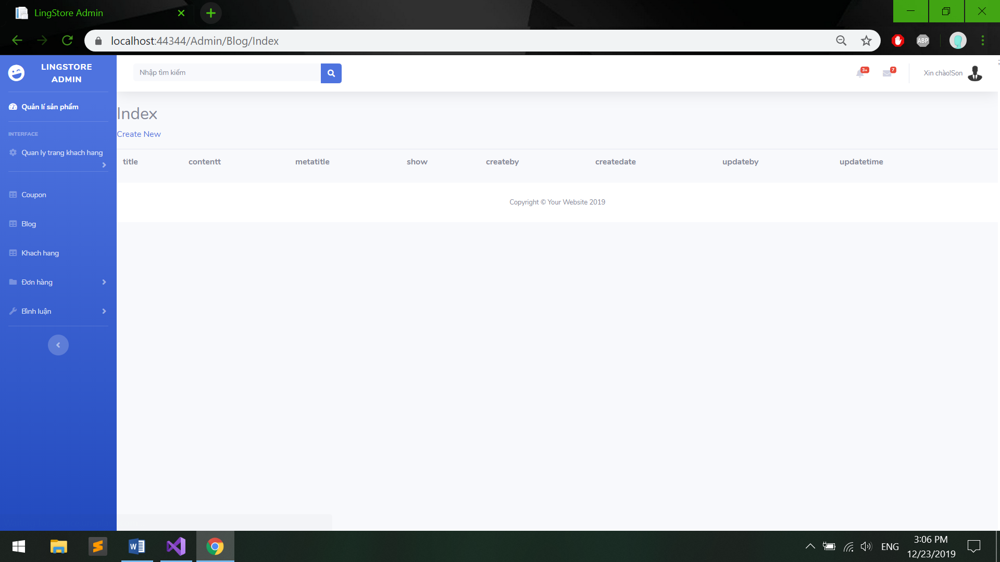 LingStore Admin
localhost:44344/Admin/Blog/Index
ABP
LINGSTORE
ADMIN
Nhập tìm kiếm
3+
7
Xin chào!Son
;
Quản lí sản phẩm
INTERFACE
Quan ly trang khach hang
Coupon
Blog
Khach hang
Đơn hàng
Bình luận
Index
Create New
title contentt metatitle show createby createdate updateby updatetime
Copyright © Your Website 2019
W
ENG
3:06 PM
12/23/2019